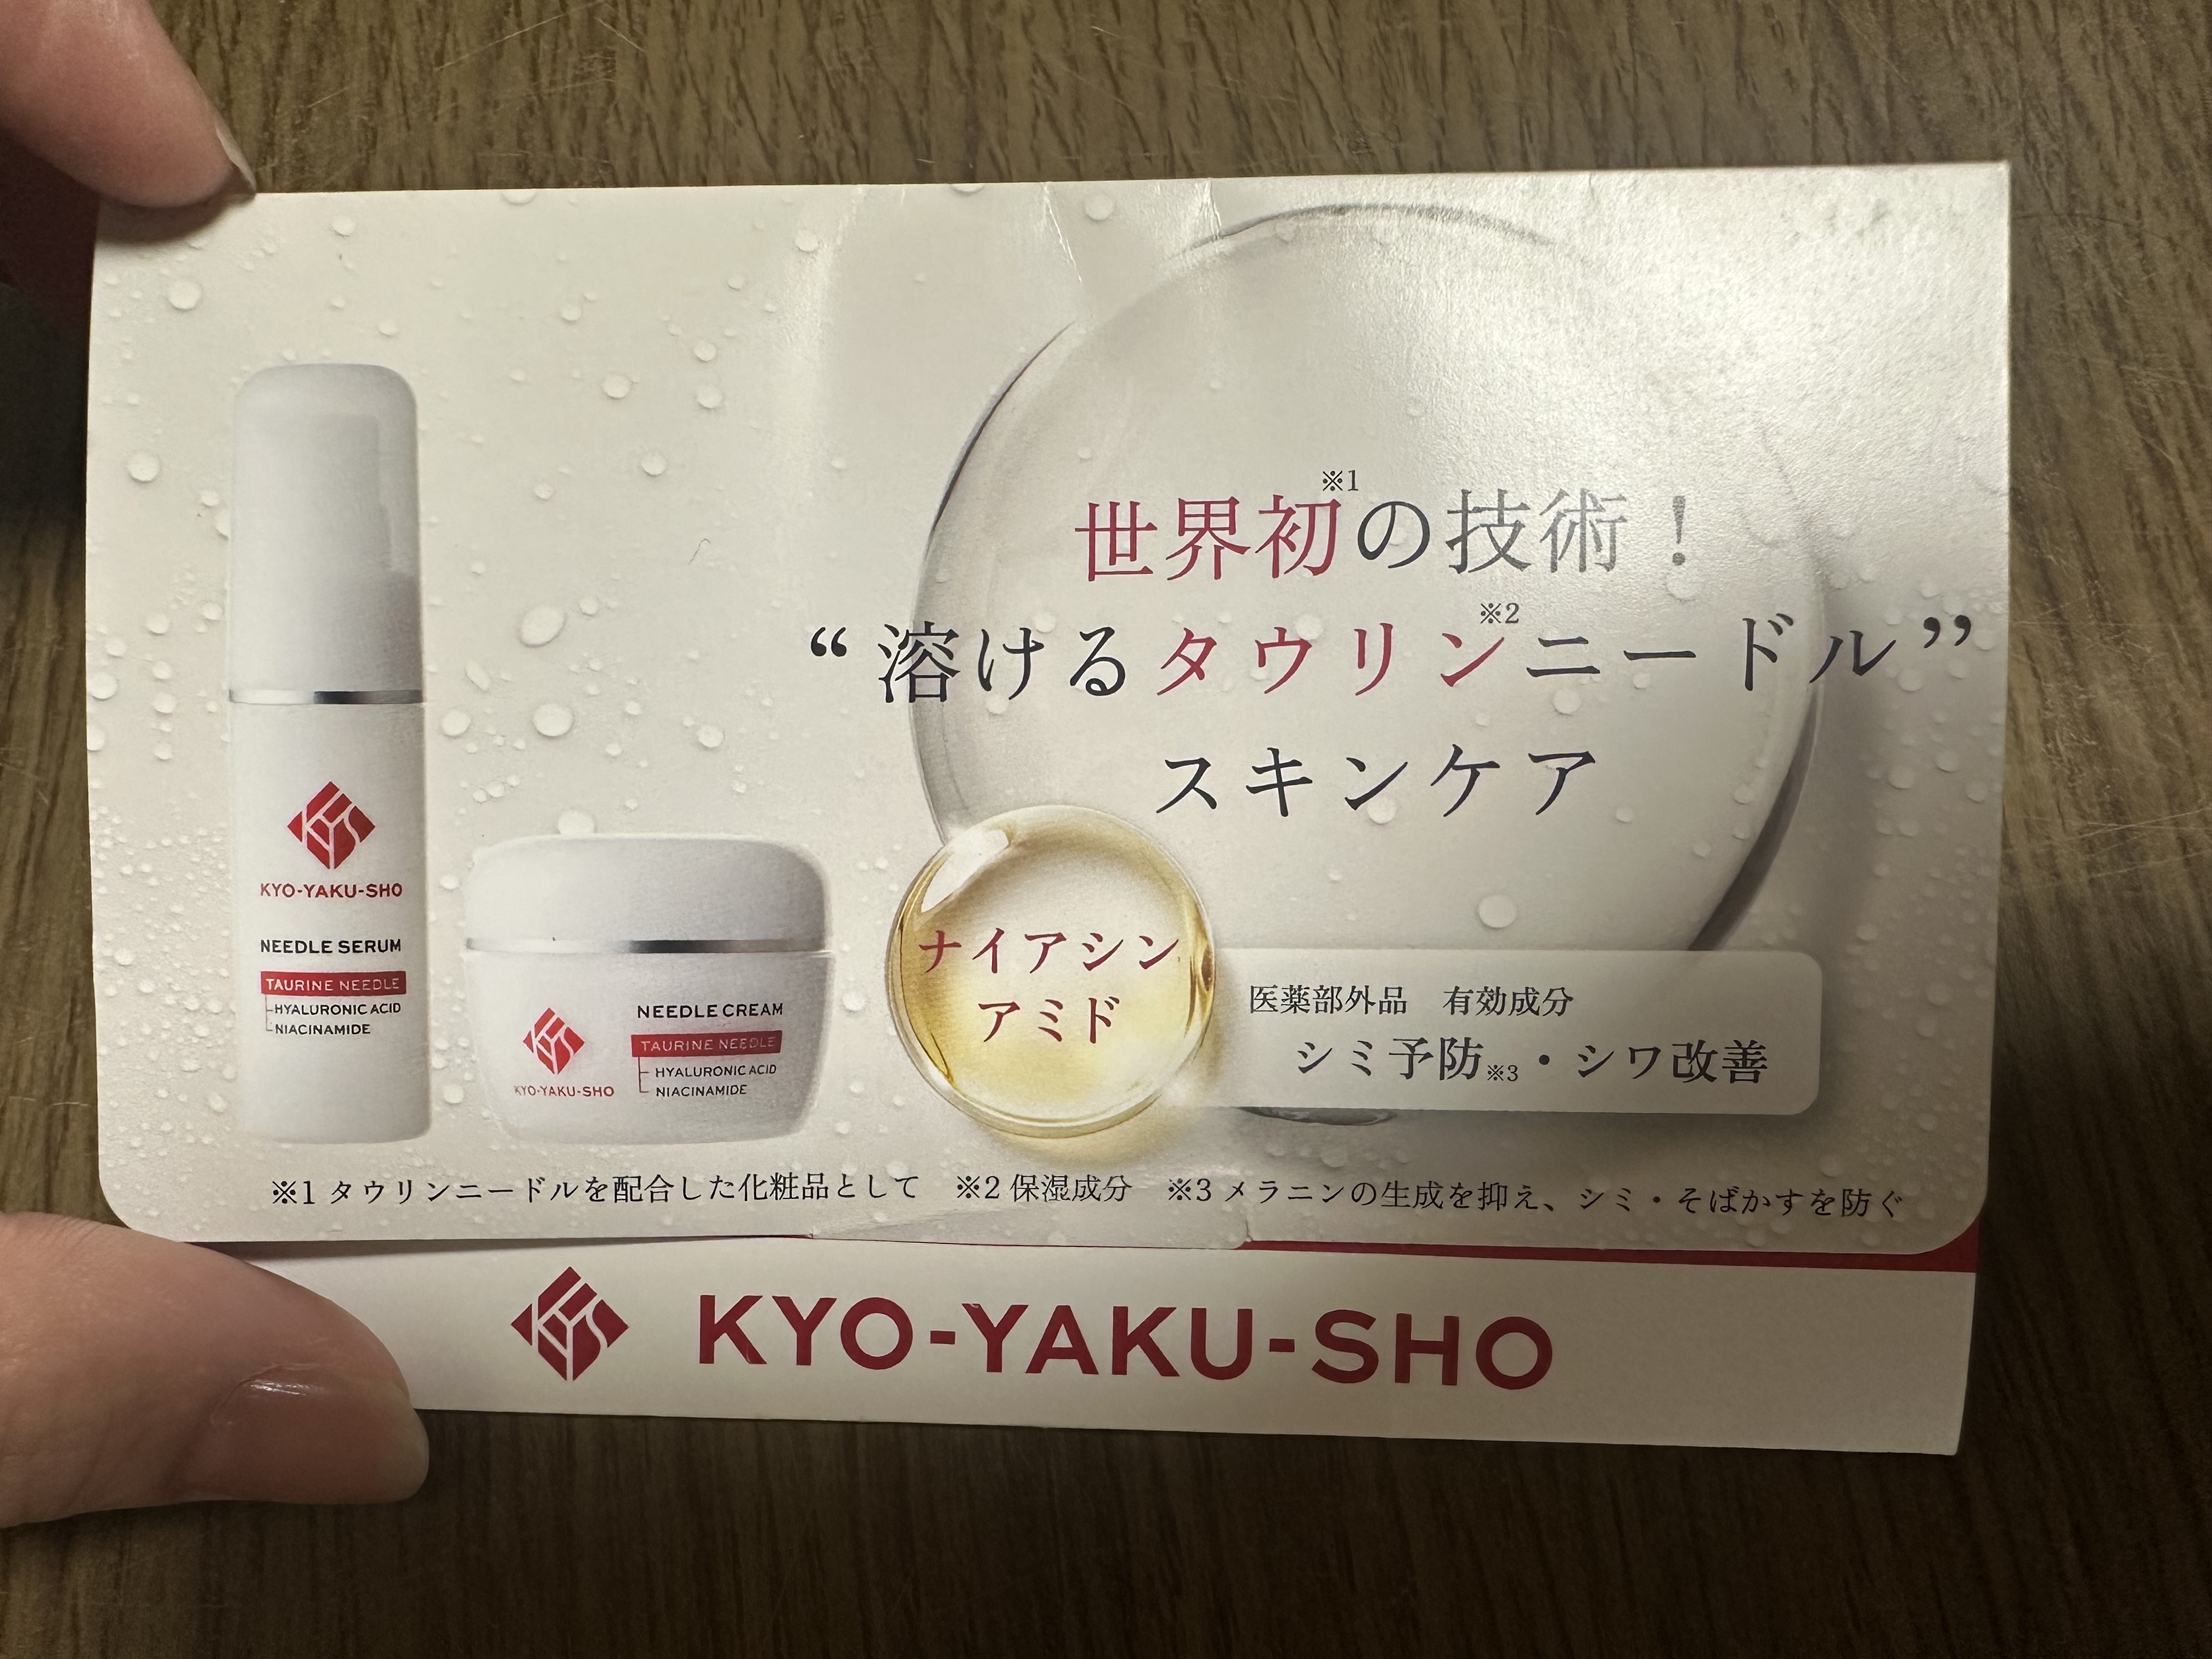 世界初※1の技術！
“溶けるタウリン※2ニードル”
スキンケア
KYO-YAKU-SHO
NEEDLE SERUM
TAURINE NEEDLE
HYALURONIC ACID
NIACINAMIDE
KYO-YAKU-SHO
NEEDLE CREAM
TAURINE NEEDLE
HYALURONIC ACID
NIACINAMIDE
ナイアシン
アミド
医薬部外品　有効成分
シミ予防※3・シワ改善
※1 タウリンニードルを配合した化粧品として　※2 保湿成分　※3 メラニンの生成を抑え、シミ・そばかすを防ぐ
KYO-YAKU-SHO